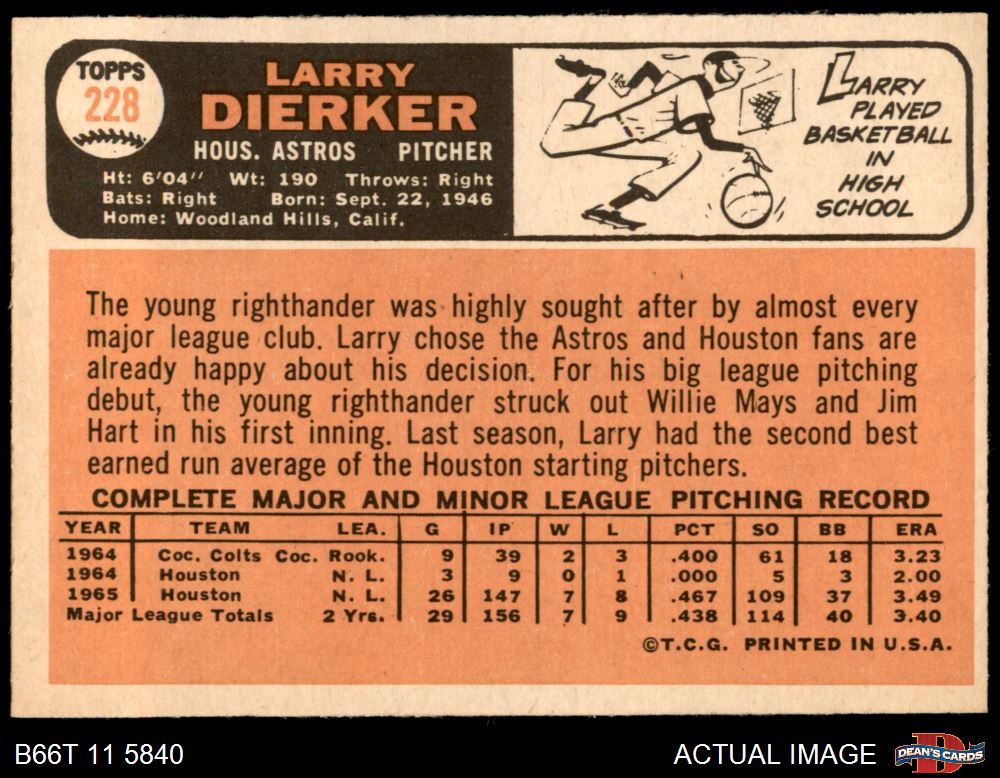 TOPPS
228
LARRY
DIERKER
HOUS. ASTROS PITCHER
Ht: 6'04" Wt: 190 Throws: Right
Bats: Right Born: Sept. 22, 1946
Home: Woodland Hills, Calif.
LARRY
PLAYED
BASKETBALL
IN
HIGH
SCHOOL
The young righthander was highly sought after by almost every
major league club. Larry chose the Astros and Houston fans are
already happy about his decision. For his big league pitching
debut, the young righthander struck out Willie Mays and Jim
Hart in his first inning. Last season, Larry had the second best
earned run average of the Houston starting pitchers.
COMPLETE MAJOR AND MINOR LEAGUE PITCHING RECORD
YEAR TEAM LEA. G IP W L PCT SO BB ERA
1964 Coc. Colts Coc. Rook. 9 39 2 3 .400 61 18 3.23
1964 Houston N. L. 3 9 0 1 .000 5 3 2.00
1965 Houston N. L. 26 147 7 8 .467 109 37 3.49
Major League Totals 2 Yrs. 29 156 7 9 .438 114 40 3.40
©T.C.G. PRINTED IN U.S.A.
B66T 11 5840
ACTUAL IMAGE
DEAN'S CARDS